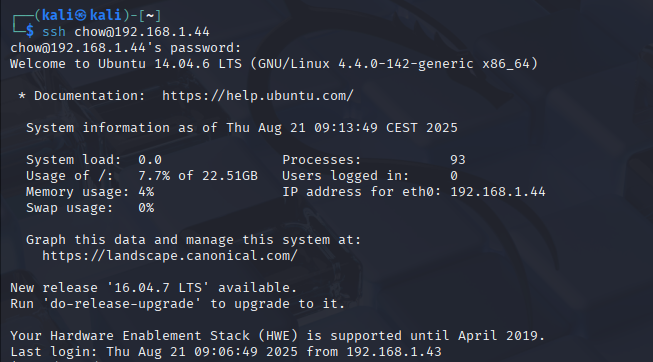 ┌──(kali㉿kali)-[~]
└─$ ssh chow@192.168.1.44
chow@192.168.1.44's password:
Welcome to Ubuntu 14.04.6 LTS (GNU/Linux 4.4.0-142-generic x86_64)
* Documentation:  https://help.ubuntu.com/
System information as of Thu Aug 21 09:13:49 CEST 2025
System load:  0.0               Processes:           93
Usage of /:   7.7% of 22.51GB   Users logged in:     0
Memory usage: 4%                IP address for eth0: 192.168.1.44
Swap usage:   0%
Graph this data and manage this system at:
https://landscape.canonical.com/
New release '16.04.7 LTS' available.
Run 'do-release-upgrade' to upgrade to it.
Your Hardware Enablement Stack (HWE) is supported until April 2019.
Last login: Thu Aug 21 09:06:49 2025 from 192.168.1.43